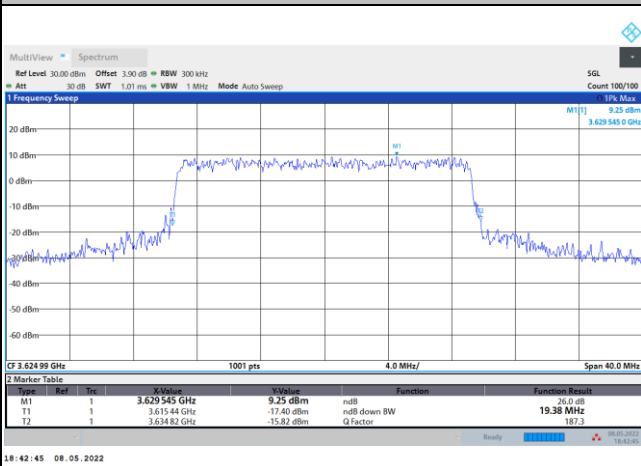 MultiView Spectrum
Ref Level 30.00 dBm Offset 3.90 dB RBW 300 kHz SGL
Att 30 dB SWT 1.01 ms VBW 1 MHz Mode Auto Sweep Count 100/100
1 Frequency Sweep 1Pk Max
M1[1] 9.25 dBm
3.629 545 0 GHz
20 dBm
M1
10 dBm
0 dBm
-10 dBm
-20 dBm
-30 dBm
-40 dBm
-50 dBm
-60 dBm
CF 3.624 99 GHz 1001 pts 4.0 MHz/ Span 40.0 MHz
2 Marker Table
Type Ref Trc X-Value Y-Value Function Function Result
M1 1 3.629 545 GHz 9.25 dBm ndB 26.0 dB
T1 1 3.615 44 GHz -17.40 dBm ndB down BW 19.38 MHz
T2 1 3.634 82 GHz -15.82 dBm Q Factor 187.3
Ready 08.05.2022
18:42:45
18:42:45 08.05.2022